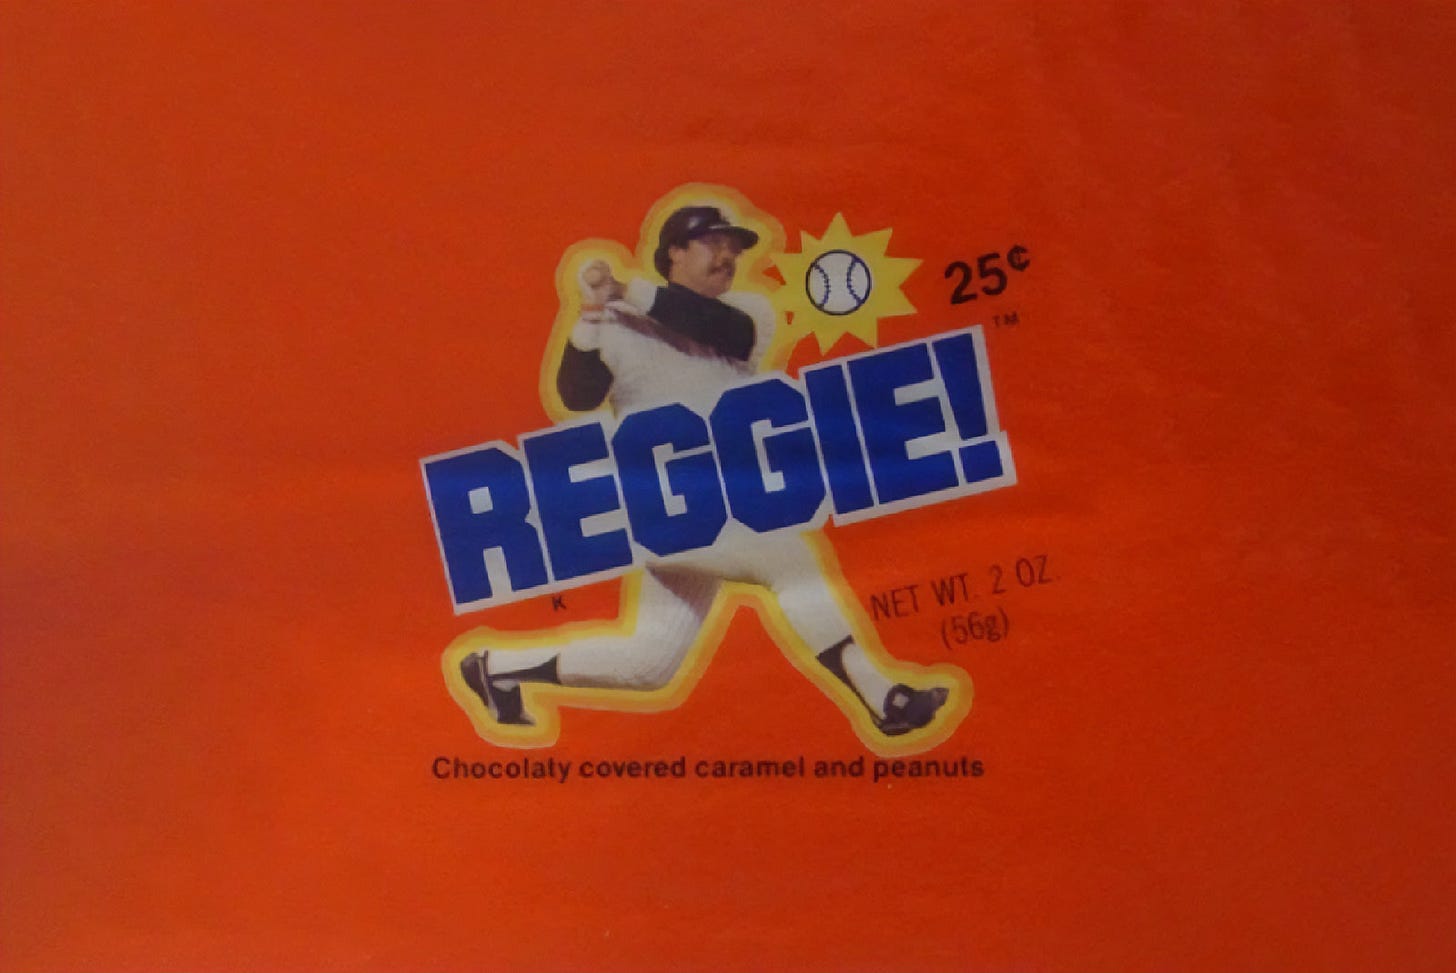 25¢
TM
REGGIE!
K
NET WT. 2 OZ.
(56g)
Chocolaty covered caramel and peanuts